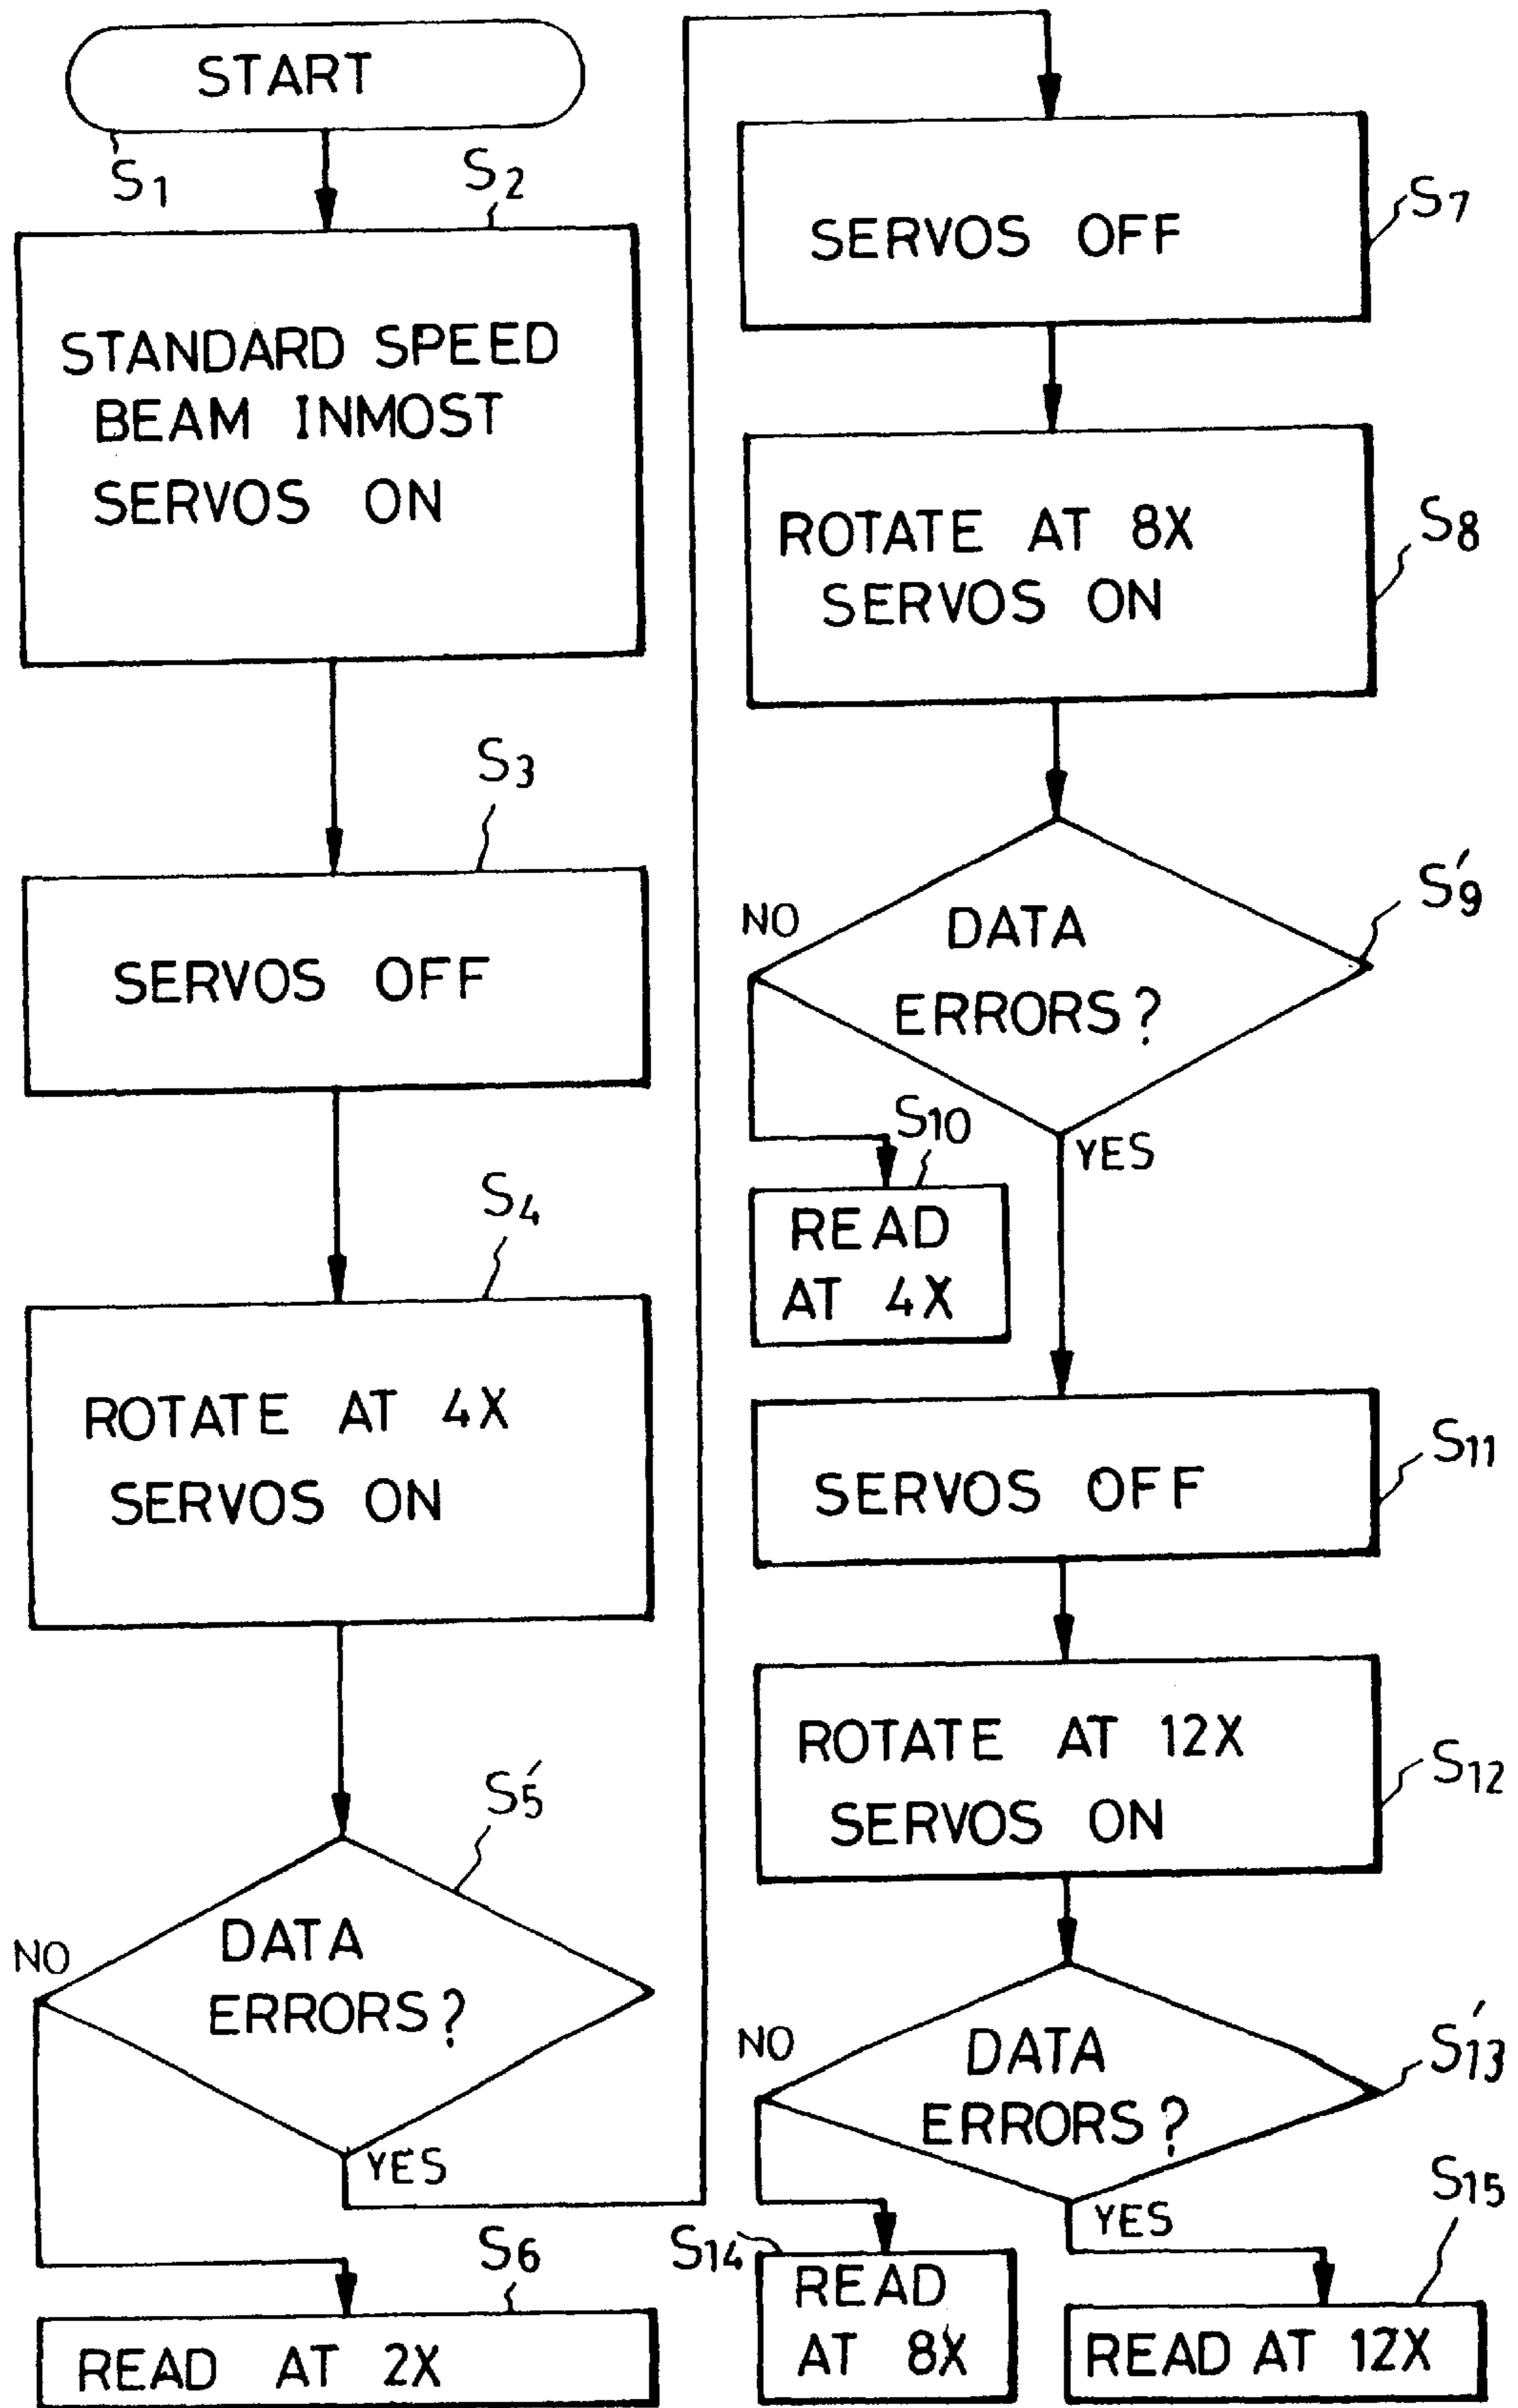 START
S1
S2
STANDARD SPEED
BEAM INMOST
SERVOS ON
S3
SERVOS OFF
S4
ROTATE AT 4X
SERVOS ON
S'5
DATA
ERRORS?
NO
YES
S6
READ AT 2X
S7
SERVOS OFF
S8
ROTATE AT 8X
SERVOS ON
S'9
DATA
ERRORS?
NO
YES
S10
READ
AT 4X
S11
SERVOS OFF
S12
ROTATE AT 12X
SERVOS ON
S'13
DATA
ERRORS?
NO
YES
S14
READ
AT 8X
S15
READ AT 12X